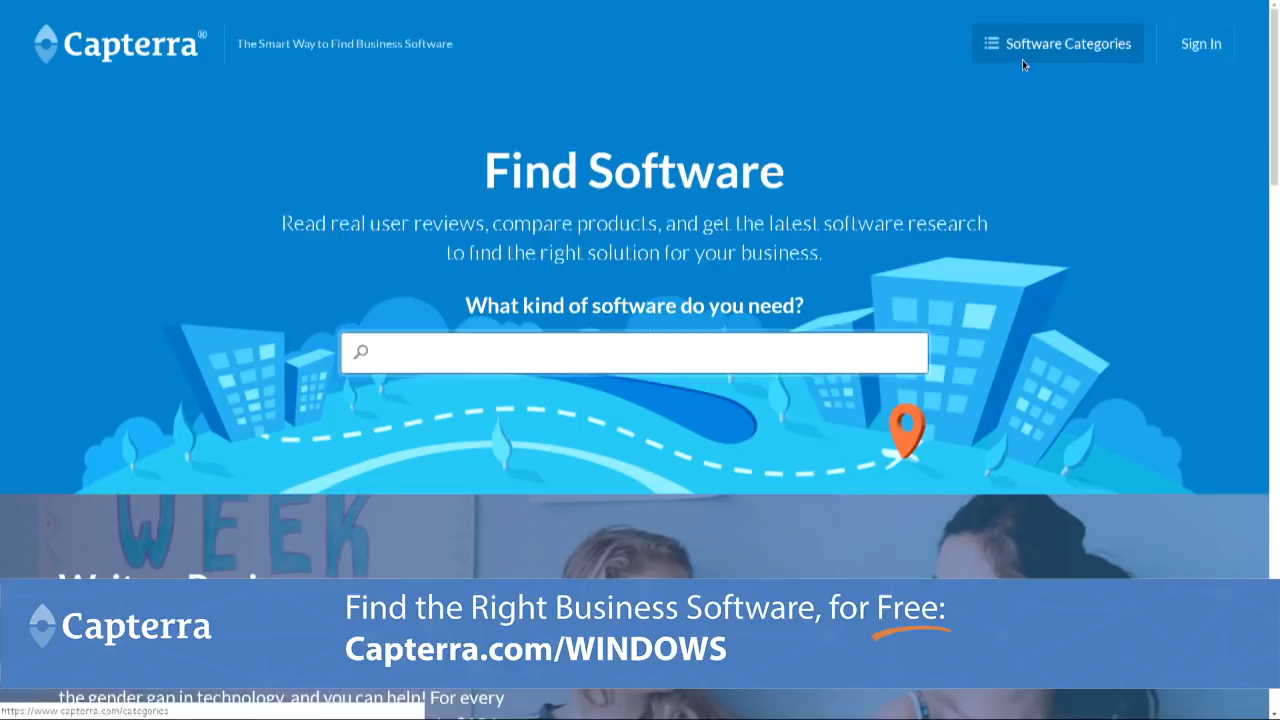 Capterra®
The Smart Way to Find Business Software
Software Categories
Sign In
Find Software
Read real user reviews, compare products, and get the latest software research
to find the right solution for your business.
What kind of software do you need?
WEEK
Capterra
Find the Right Business Software, for Free:
Capterra.com/WINDOWS
the gender gap in technology, and you can help! For every
https://www.capterra.com/categories